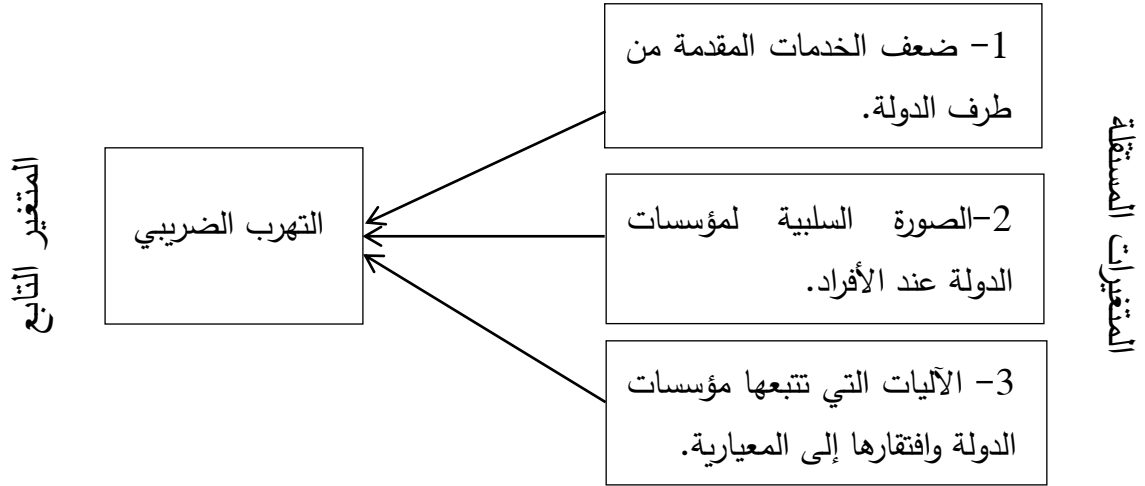 المتغيرات المستقلة
1- ضعف الخدمات المقدمة من
طرف الدولة.
2-الصورة السلبية لمؤسسات
الدولة عند الأفراد.
3- الآليات التي تتبعها مؤسسات
الدولة وافتقارها إلى المعيارية.
التهرب الضريبي
المتغير التابع